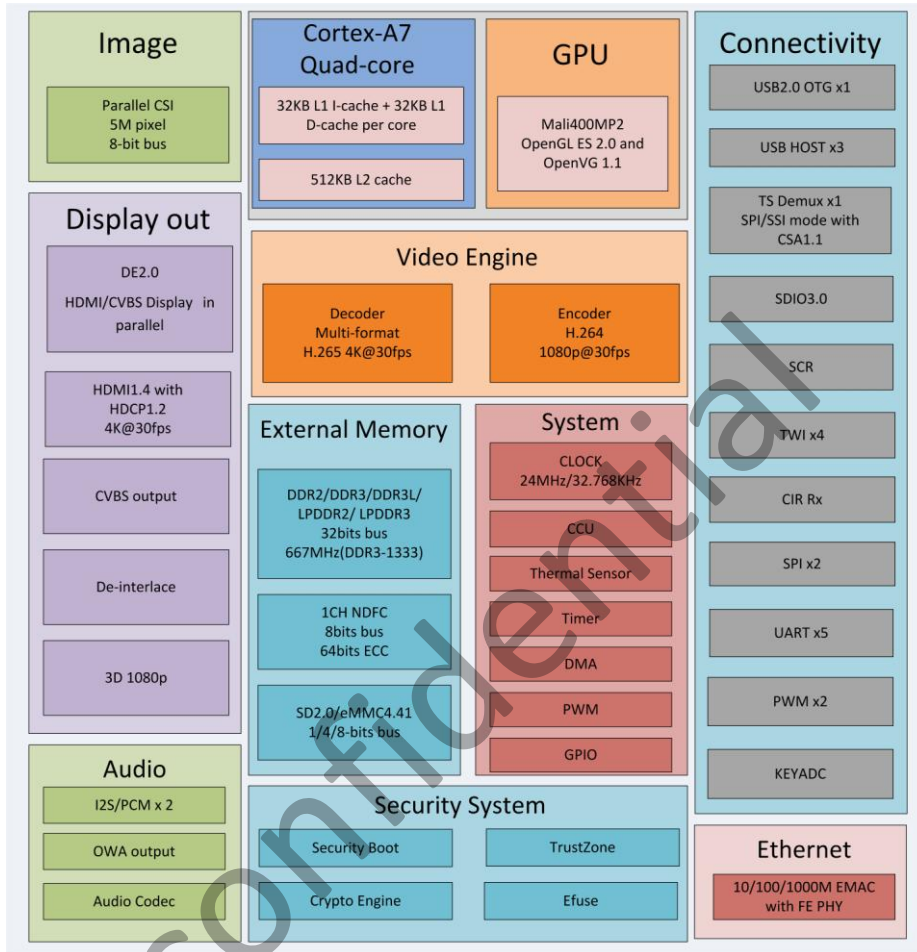 Image
Parallel CSI
5M pixel
8-bit bus
Cortex-A7
Quad-core
32KB L1 I-cache + 32KB L1
D-cache per core
512KB L2 cache
GPU
Mali400MP2
OpenGL ES 2.0 and
OpenVG 1.1
Connectivity
USB2.0 OTG x1
USB HOST x3
TS Demux x1
SPI/SSI mode with
CSA1.1
SDIO3.0
SCR
TWI x4
CIR Rx
SPI x2
UART x5
PWM x2
KEYADC
Display out
DE2.0
HDMI/CVBS Display in
parallel
HDMI1.4 with
HDCP1.2
4K@30fps
CVBS output
De-interlace
3D 1080p
Video Engine
Decoder
Multi-format
H.265 4K@30fps
Encoder
H.264
1080p@30fps
External Memory
DDR2/DDR3/DDR3L/
LPDDR2/ LPDDR3
32bits bus
667MHz(DDR3-1333)
1CH NDFC
8bits bus
64bits ECC
SD2.0/eMMC4.41
1/4/8-bits bus
System
CLOCK
24MHz/32.768KHz
CCU
Thermal Sensor
Timer
DMA
PWM
GPIO
Audio
I2S/PCM x 2
OWA output
Audio Codec
Security System
Security Boot
TrustZone
Crypto Engine
Efuse
Ethernet
10/100/1000M EMAC
with FE PHY
confidential